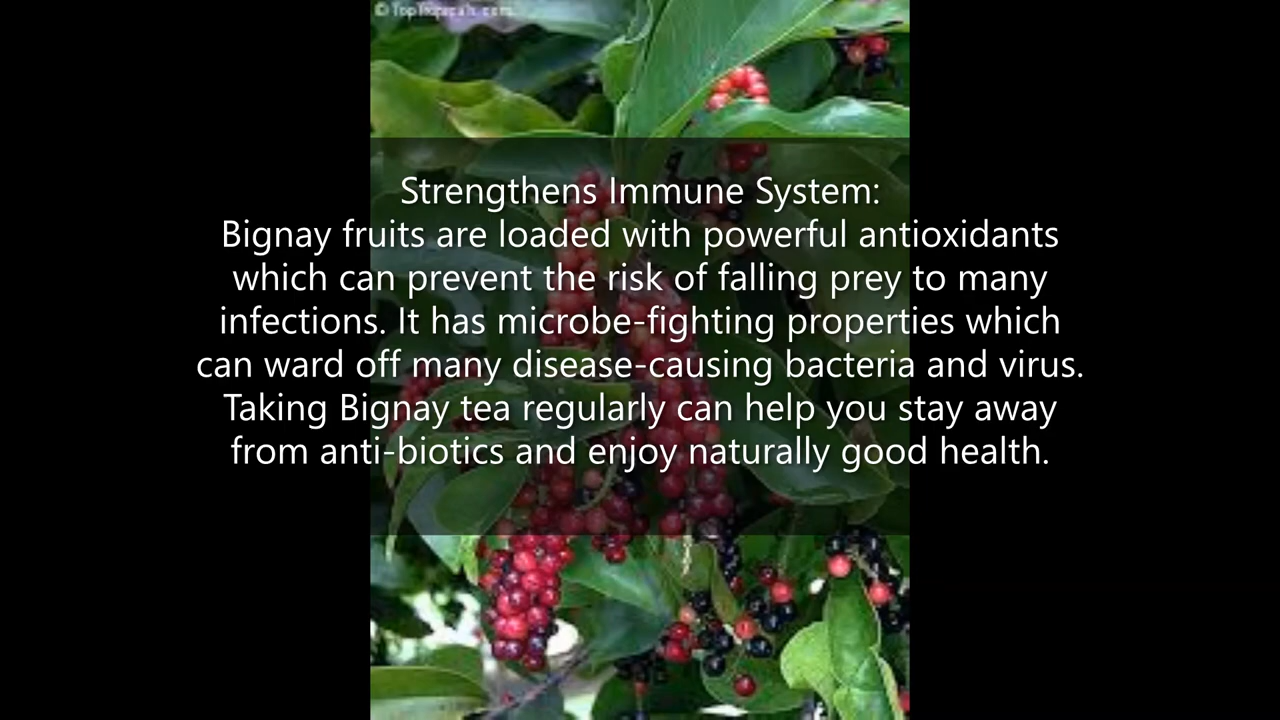 © TopTropicals.com
Strengthens Immune System:
Bignay fruits are loaded with powerful antioxidants
which can prevent the risk of falling prey to many
infections. It has microbe-fighting properties which
can ward off many disease-causing bacteria and virus.
Taking Bignay tea regularly can help you stay away
from anti-biotics and enjoy naturally good health.